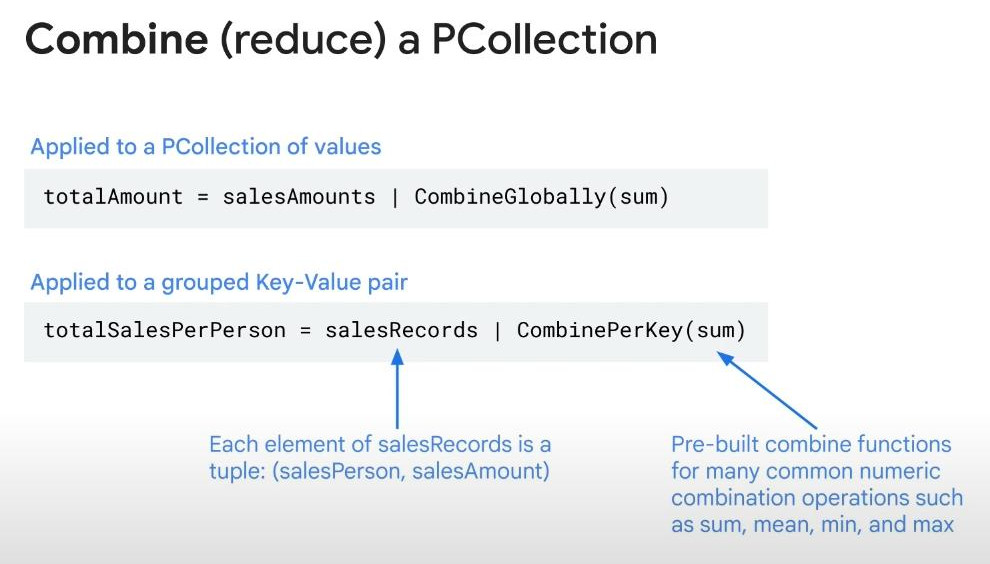 Combine (reduce) a PCollection
Applied to a PCollection of values
totalAmount = salesAmounts | CombineGlobally(sum)
Applied to a grouped Key-Value pair
totalSalesPerPerson = salesRecords | CombinePerKey(sum)
Each element of salesRecords is a
tuple: (salesPerson, salesAmount)
Pre-built combine functions
for many common numeric
combination operations such
as sum, mean, min, and max